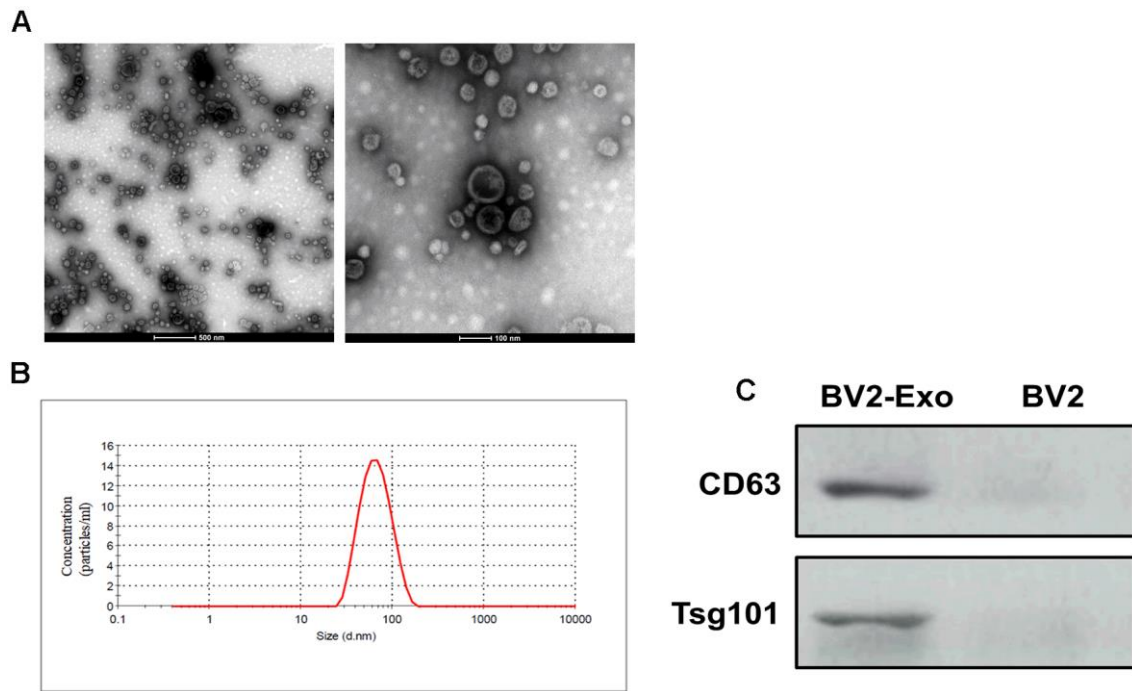 A
500 nm
100 nm
B
Concentration
(particles/ml)
16
14
12
10
8
6
4
2
0
0.1 1 10 100 1000 10000
Size (d.nm)
C
BV2-Exo BV2
CD63
Tsg101